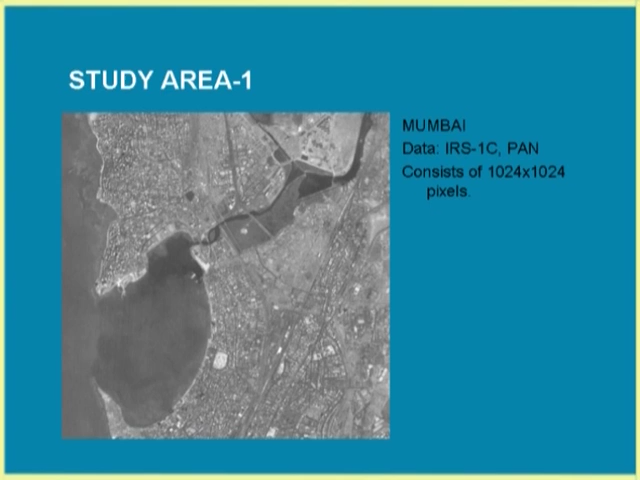 STUDY AREA-1
MUMBAI
Data: IRS-1C, PAN
Consists of 1024x1024
pixels.